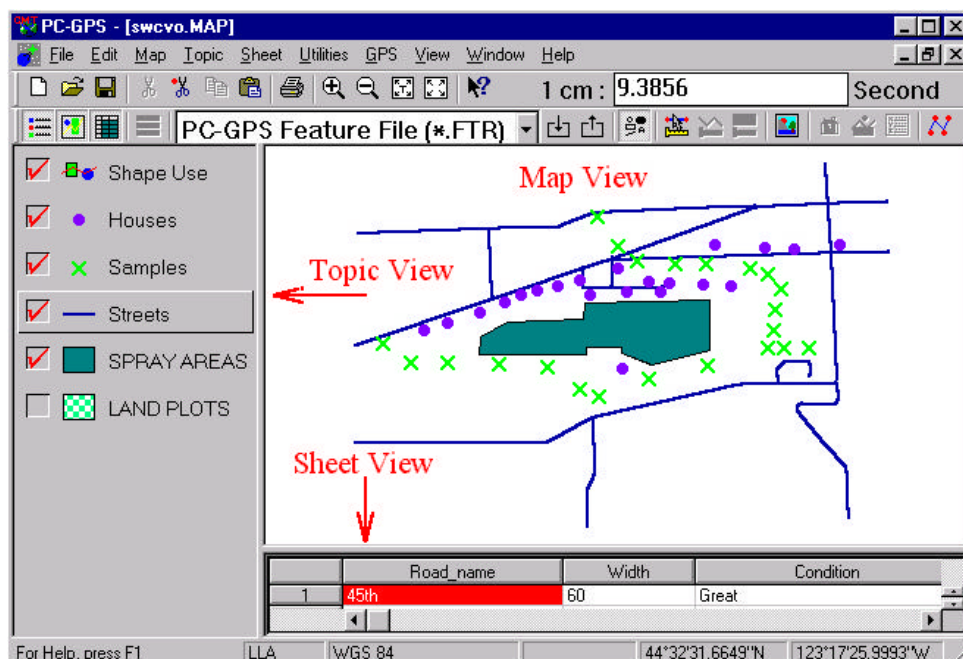 PC-GPS - [swcvo.MAP]
File Edit Map Topic Sheet Utilities GPS View Window Help
1 cm : 9.3856 Second
PC-GPS Feature File (*.FTR)
Shape Use
Houses
Samples
Streets
SPRAY AREAS
LAND PLOTS
Map View
Topic View
Sheet View
Road_name Width Condition
1 45th 60 Great
For Help, press F1 LLA WGS 84 44°32'31.6649"N 123°17'25.9993"W